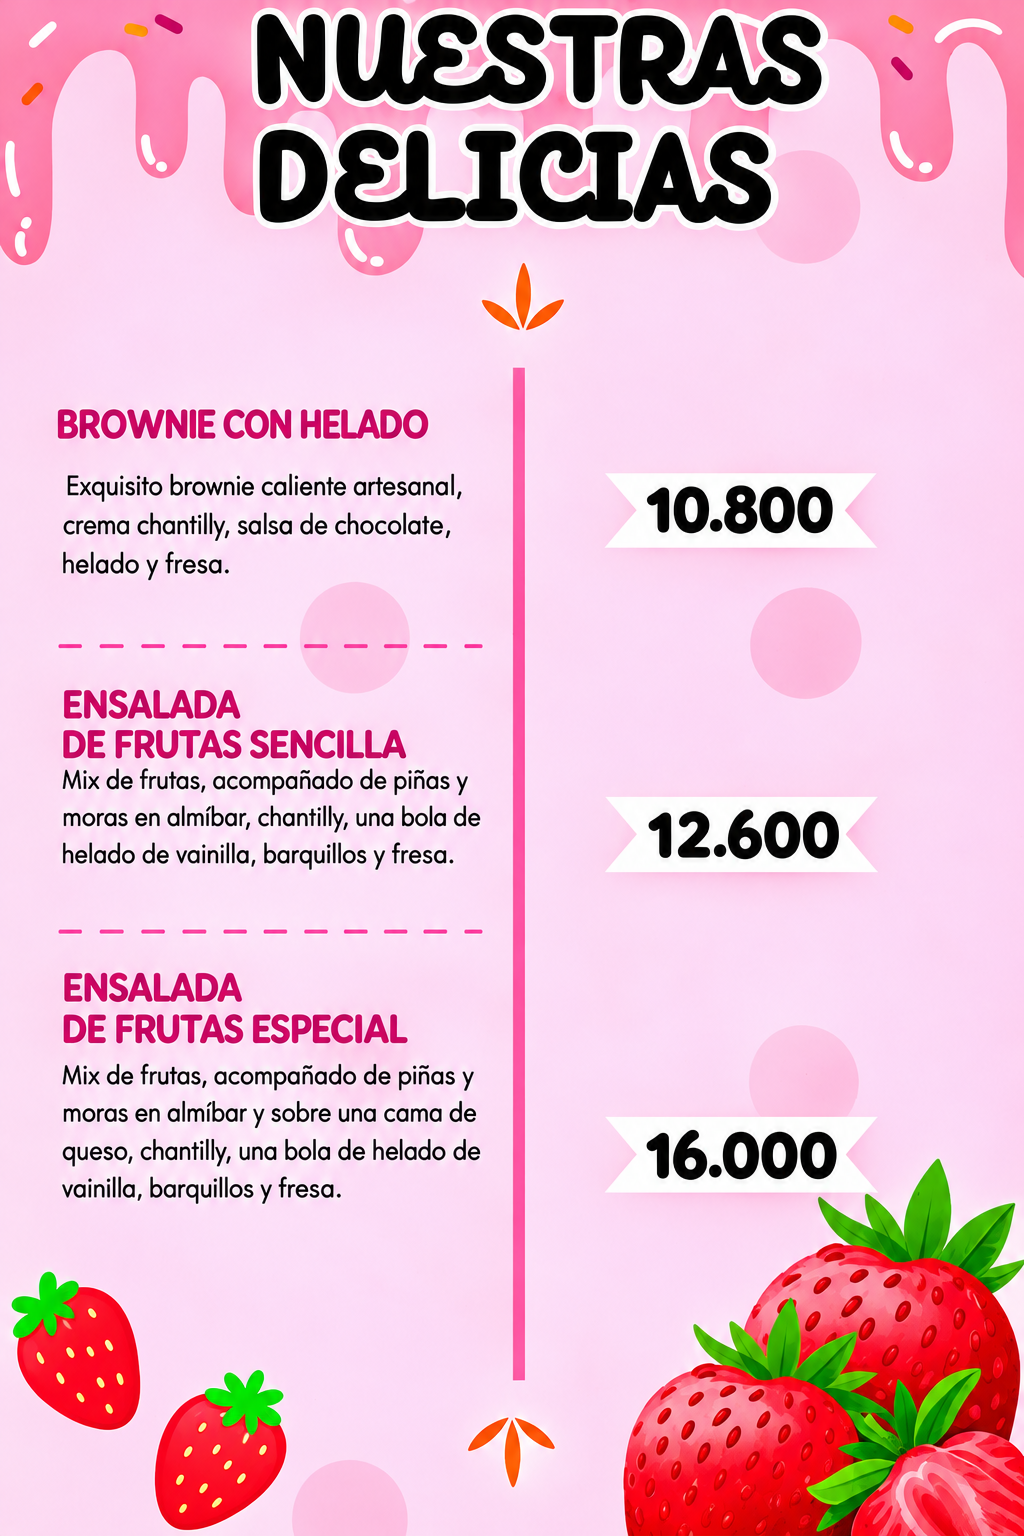 NUESTRAS
DELICIAS
BROWNIE CON HELADO
Exquisito brownie caliente artesanal,
crema chantilly, salsa de chocolate,
helado y fresa.
10.800
ENSALADA
DE FRUTAS SENCILLA
Mix de frutas, acompañado de piñas y
moras en almíbar, chantilly, una bola de
helado de vainilla, barquillos y fresa.
12.600
ENSALADA
DE FRUTAS ESPECIAL
Mix de frutas, acompañado de piñas y
moras en almíbar y sobre una cama de
queso, chantilly, una bola de helado de
vainilla, barquillos y fresa.
16.000